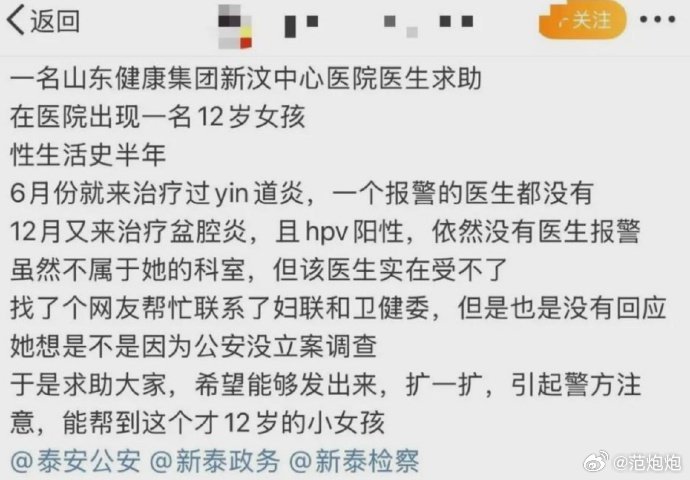 返回
关注
一名山东健康集团新汶中心医院医生求助
在医院出现一名12岁女孩
性生活史半年
6月份就来治疗过yin道炎，一个报警的医生都没有
12月又来治疗盆腔炎，且hpv阳性，依然没有医生报警
虽然不属于她的科室，但该医生实在受不了
找了个网友帮忙联系了妇联和卫健委，但是也是没有回应
她想是不是因为公安没立案调查
于是求助大家，希望能够发出来，扩一扩，引起警方注
意，能帮到这个才12岁的小女孩
@泰安公安 @新泰政务 @新泰检察
@范炮炮